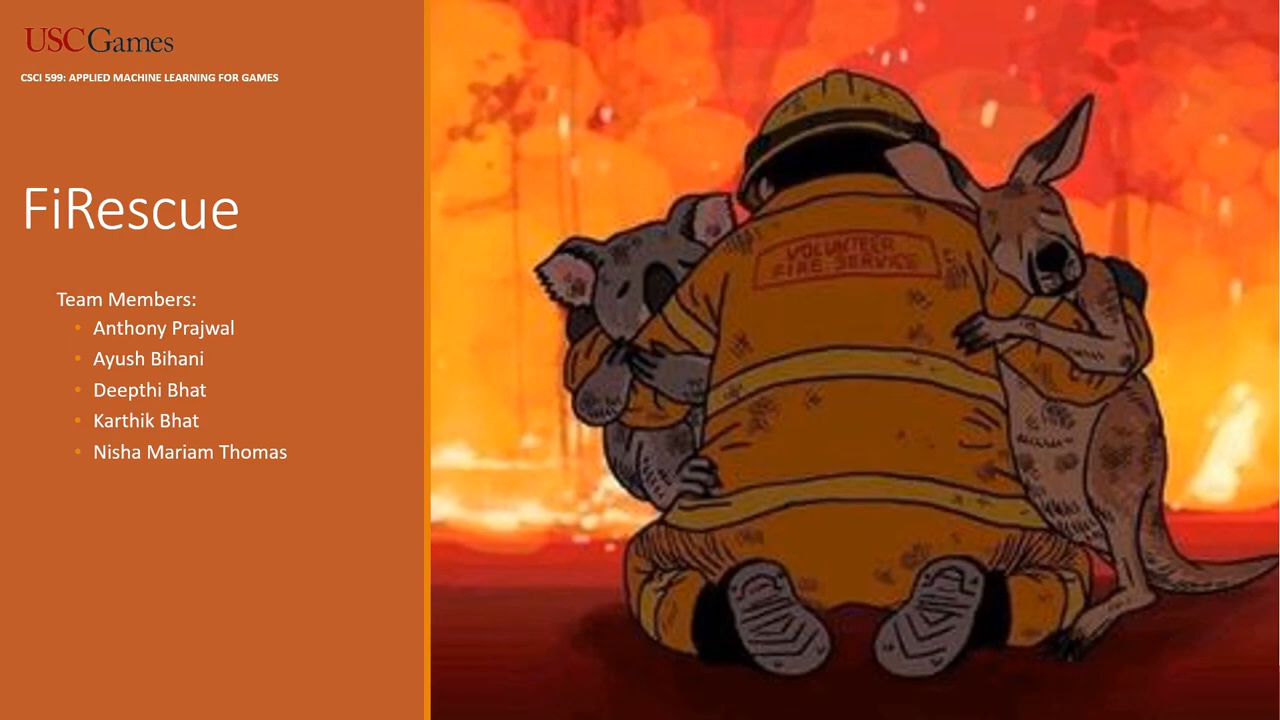 USCGames
CSCI 599: APPLIED MACHINE LEARNING FOR GAMES
FiRescue
Team Members:
• Anthony Prajwal
• Ayush Bihani
• Deepthi Bhat
• Karthik Bhat
• Nisha Mariam Thomas
VOLUNTEER
FIRE SERVICE